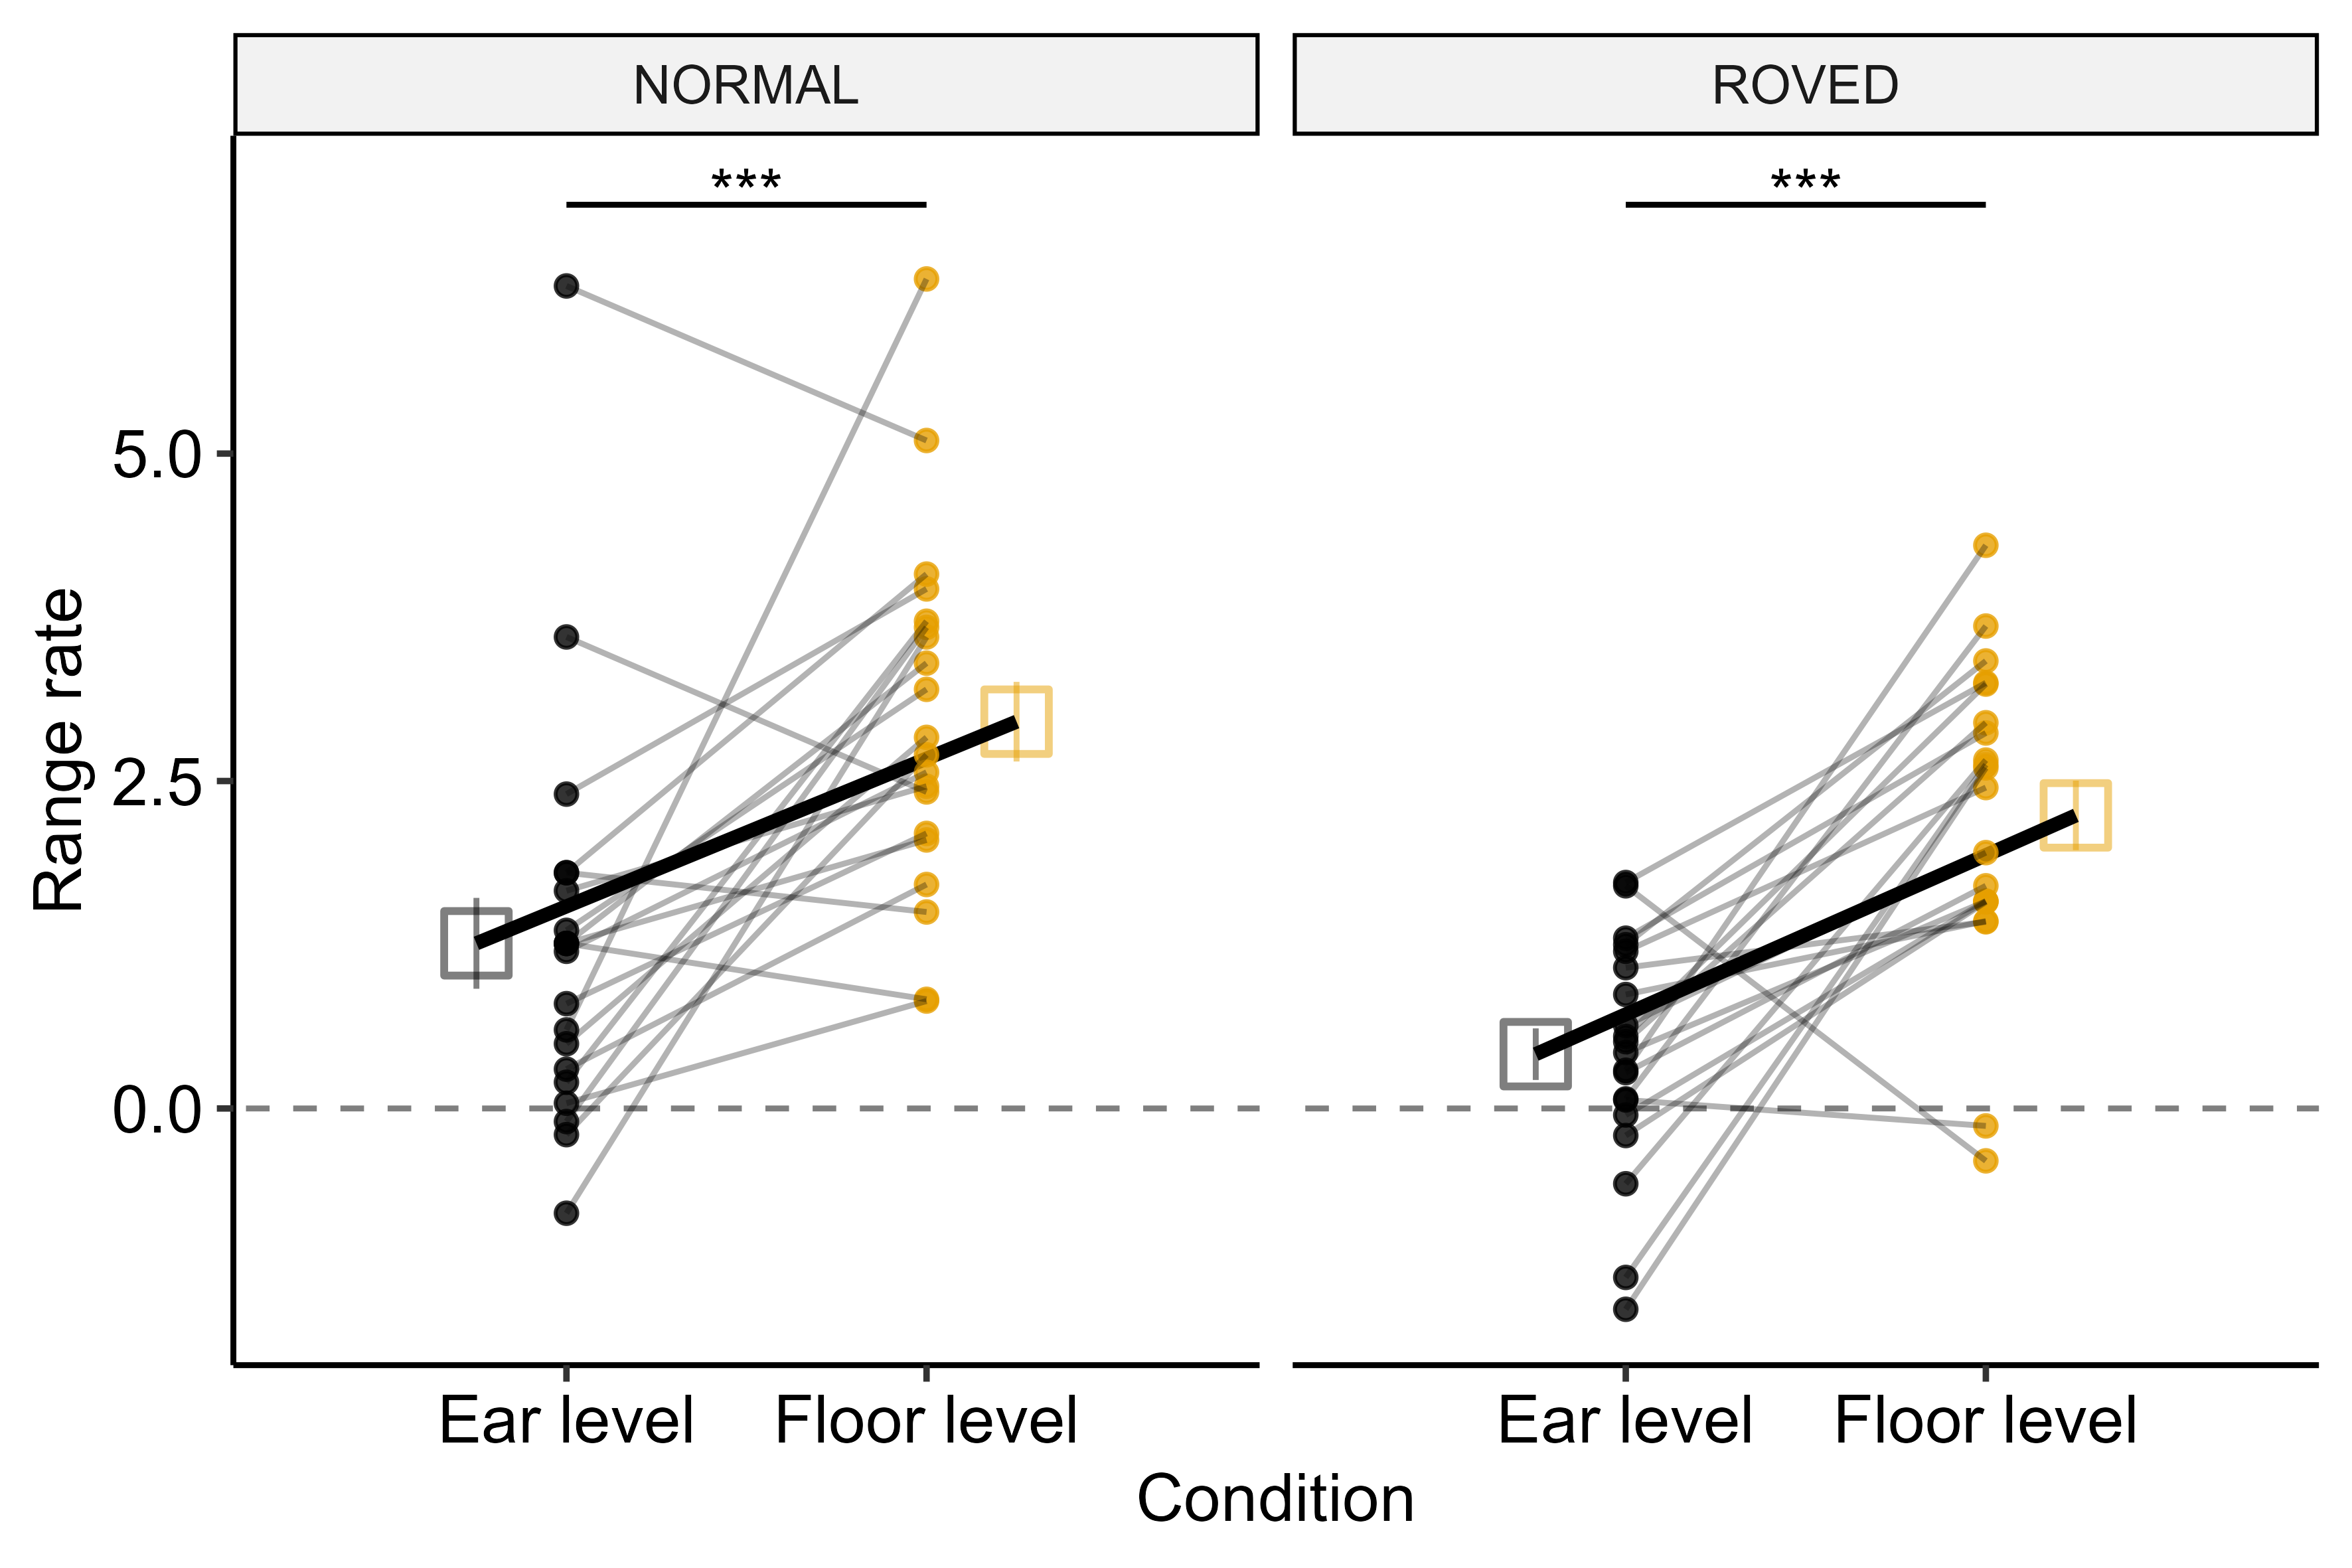 NORMAL
ROVED
***
***
Range rate
5.0
2.5
0.0
Ear level
Floor level
Ear level
Floor level
Condition